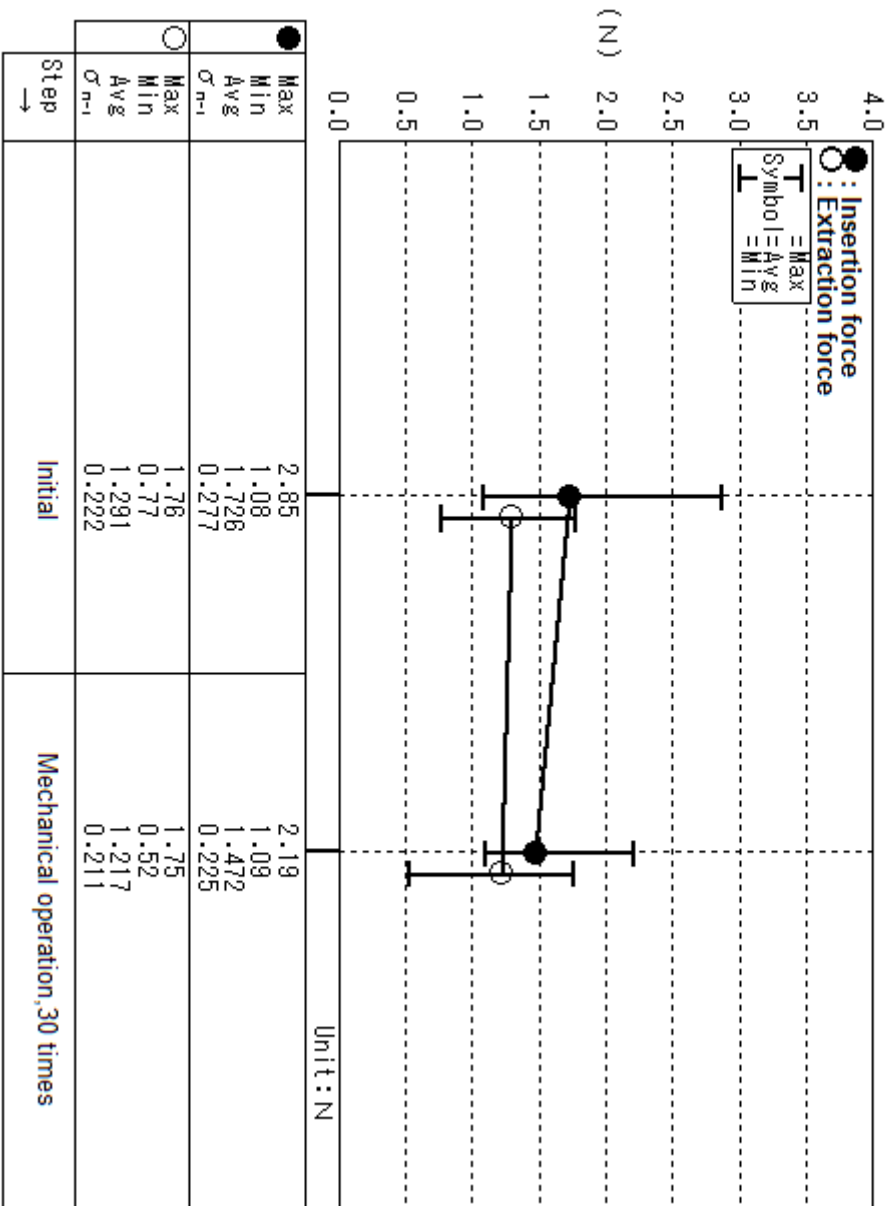 (N)
4.0
3.5
3.0
2.5
2.0
1.5
1.0
0.5
0.0
● : Insertion force
○ : Extraction force
=Max
Symbol=Avg
=Min
Unit:N
● Max 2.85 2.19
Min 1.08 1.09
Avg 1.726 1.472
σn-1 0.277 0.225
○ Max 1.76 1.75
Min 0.77 0.52
Avg 1.291 1.217
σn-1 0.222 0.211
Step → Initial Mechanical operation,30 times